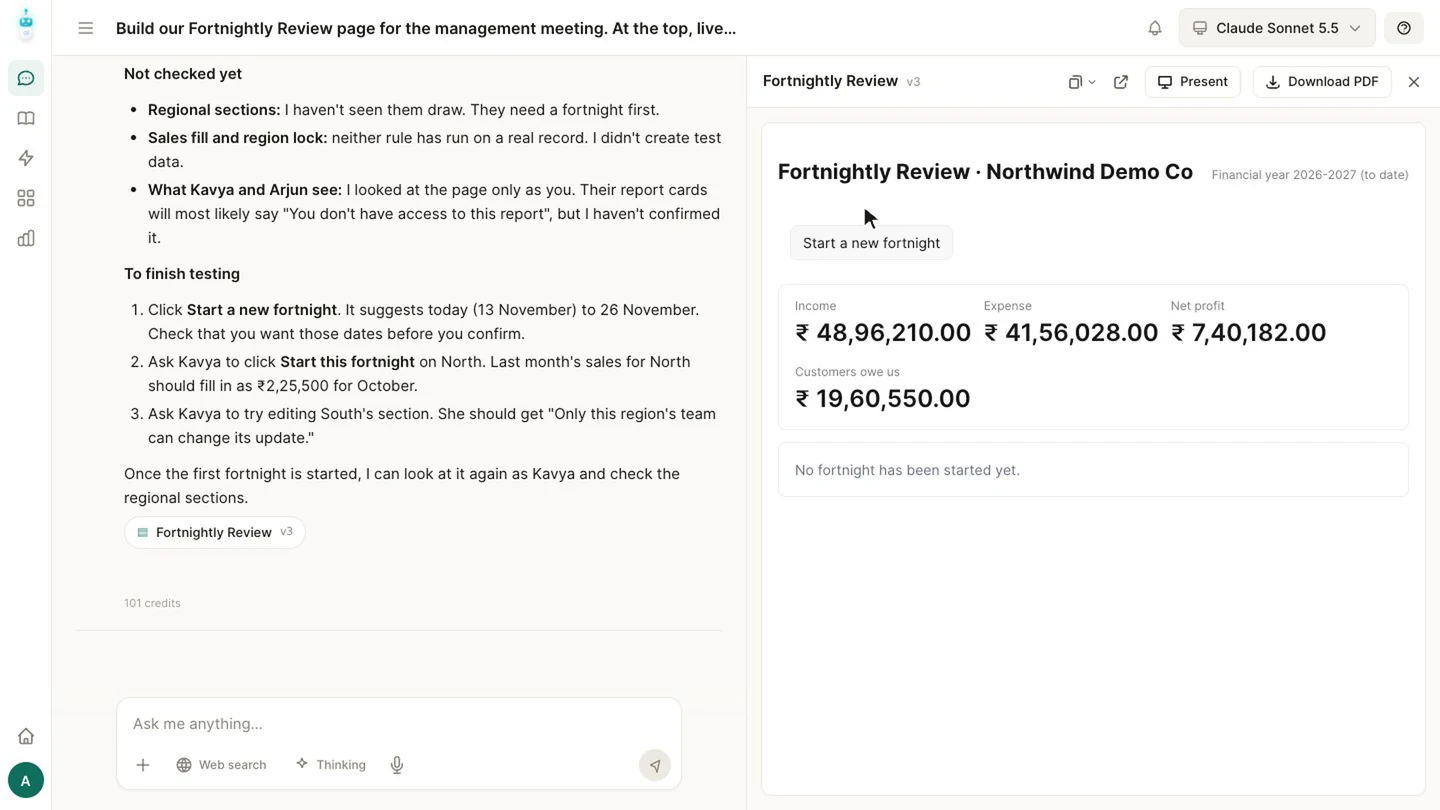 Build our Fortnightly Review page for the management meeting. At the top, live...
Claude Sonnet 5.5
Not checked yet
• Regional sections: I haven't seen them draw. They need a fortnight first.
• Sales fill and region lock: neither rule has run on a real record. I didn't create test
data.
• What Kavya and Arjun see: I looked at the page only as you. Their report cards
will most likely say "You don't have access to this report", but I haven't confirmed
it.
To finish testing
1. Click Start a new fortnight. It suggests today (13 November) to 26 November.
Check that you want those dates before you confirm.
2. Ask Kavya to click Start this fortnight on North. Last month's sales for North
should fill in as ₹2,25,500 for October.
3. Ask Kavya to try editing South's section. She should get "Only this region's team
can change its update."
Once the first fortnight is started, I can look at it again as Kavya and check the
regional sections.
Fortnightly Review v3
101 credits
Ask me anything...
Web search
Thinking
A
Fortnightly Review v3
Present
Download PDF
Fortnightly Review · Northwind Demo Co
Financial year 2026-2027 (to date)
Start a new fortnight
Income Expense Net profit
₹ 48,96,210.00 ₹ 41,56,028.00 ₹ 7,40,182.00
Customers owe us
₹ 19,60,550.00
No fortnight has been started yet.